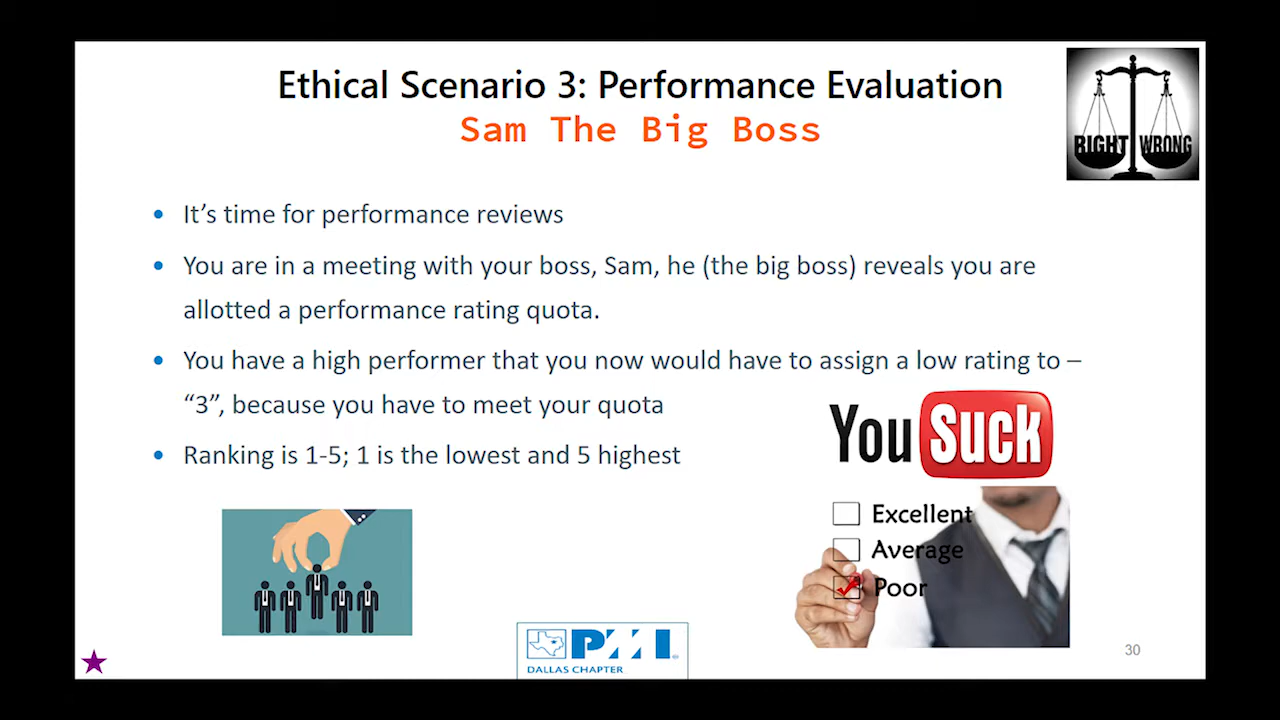 Ethical Scenario 3: Performance Evaluation
Sam The Big Boss
RIGHT WRONG
• It's time for performance reviews
• You are in a meeting with your boss, Sam, he (the big boss) reveals you are
allotted a performance rating quota.
• You have a high performer that you now would have to assign a low rating to –
“3”, because you have to meet your quota
• Ranking is 1-5; 1 is the lowest and 5 highest
You Suck
Excellent
Average
Poor
PMI
DALLAS CHAPTER
30